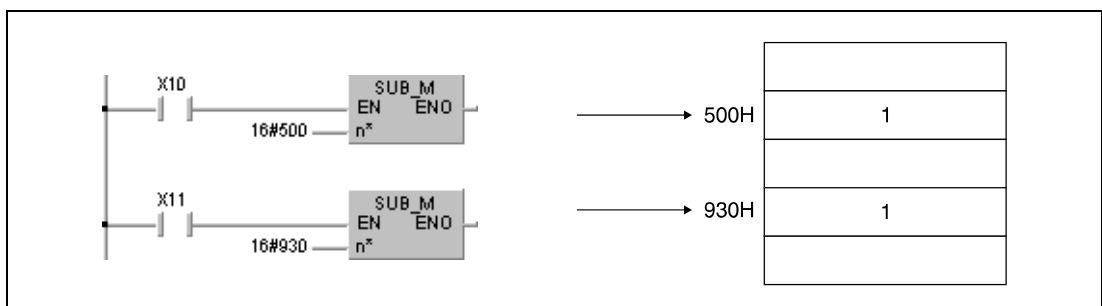 X10
SUB_M
EN ENO
16#500 n*
500H 1
X11
SUB_M
EN ENO
16#930 n*
930H 1